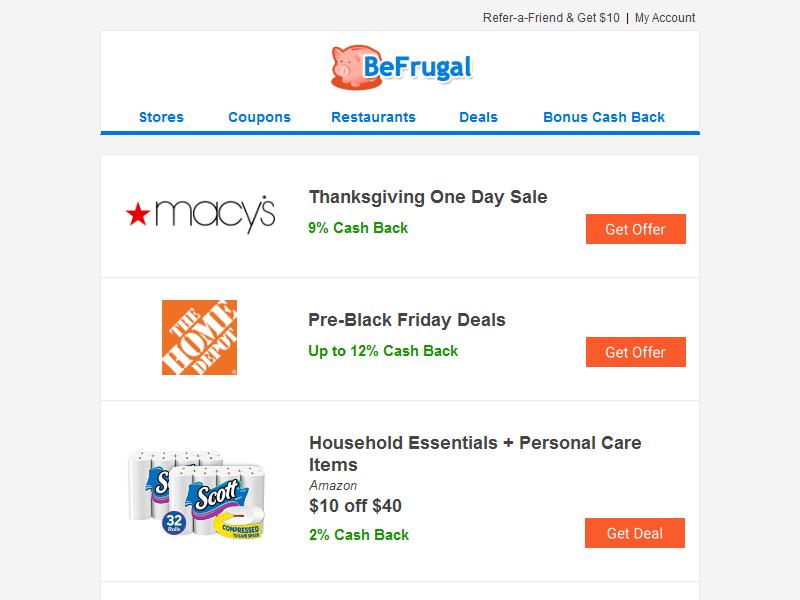 Refer-a-Friend & Get $10 | My Account
BeFrugal
Stores Coupons Restaurants Deals Bonus Cash Back
macy's
Thanksgiving One Day Sale
9% Cash Back
Get Offer
THE
HOME
DEPOT
Pre-Black Friday Deals
Up to 12% Cash Back
Get Offer
Scott
32
Rolls
COMPRESSED
TO SAVE SPACE
Household Essentials + Personal Care
Items
Amazon
$10 off $40
2% Cash Back
Get Deal